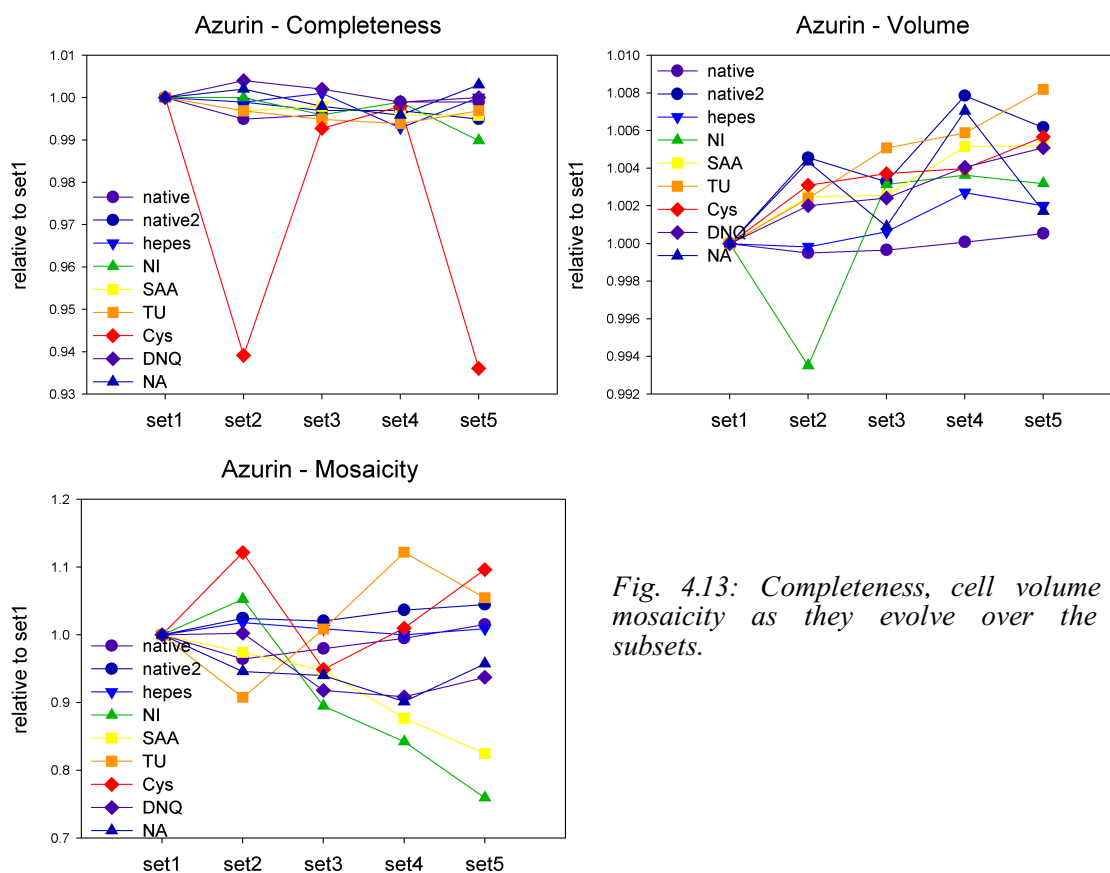 Azurin - Completeness
relative to set1
1.01
1.00
0.99
0.98
0.97
0.96
0.95
0.94
0.93
native
native2
hepes
NI
SAA
TU
Cys
DNQ
NA
set1 set2 set3 set4 set5
Azurin - Volume
relative to set1
1.010
1.008
1.006
1.004
1.002
1.000
0.998
0.996
0.994
0.992
native
native2
hepes
NI
SAA
TU
Cys
DNQ
NA
set1 set2 set3 set4 set5
Azurin - Mosaicity
relative to set1
1.2
1.1
1.0
0.9
0.8
0.7
native
native2
hepes
NI
SAA
TU
Cys
DNQ
NA
set1 set2 set3 set4 set5
Fig. 4.13: Completeness, cell volume
mosaicity as they evolve over the
subsets.